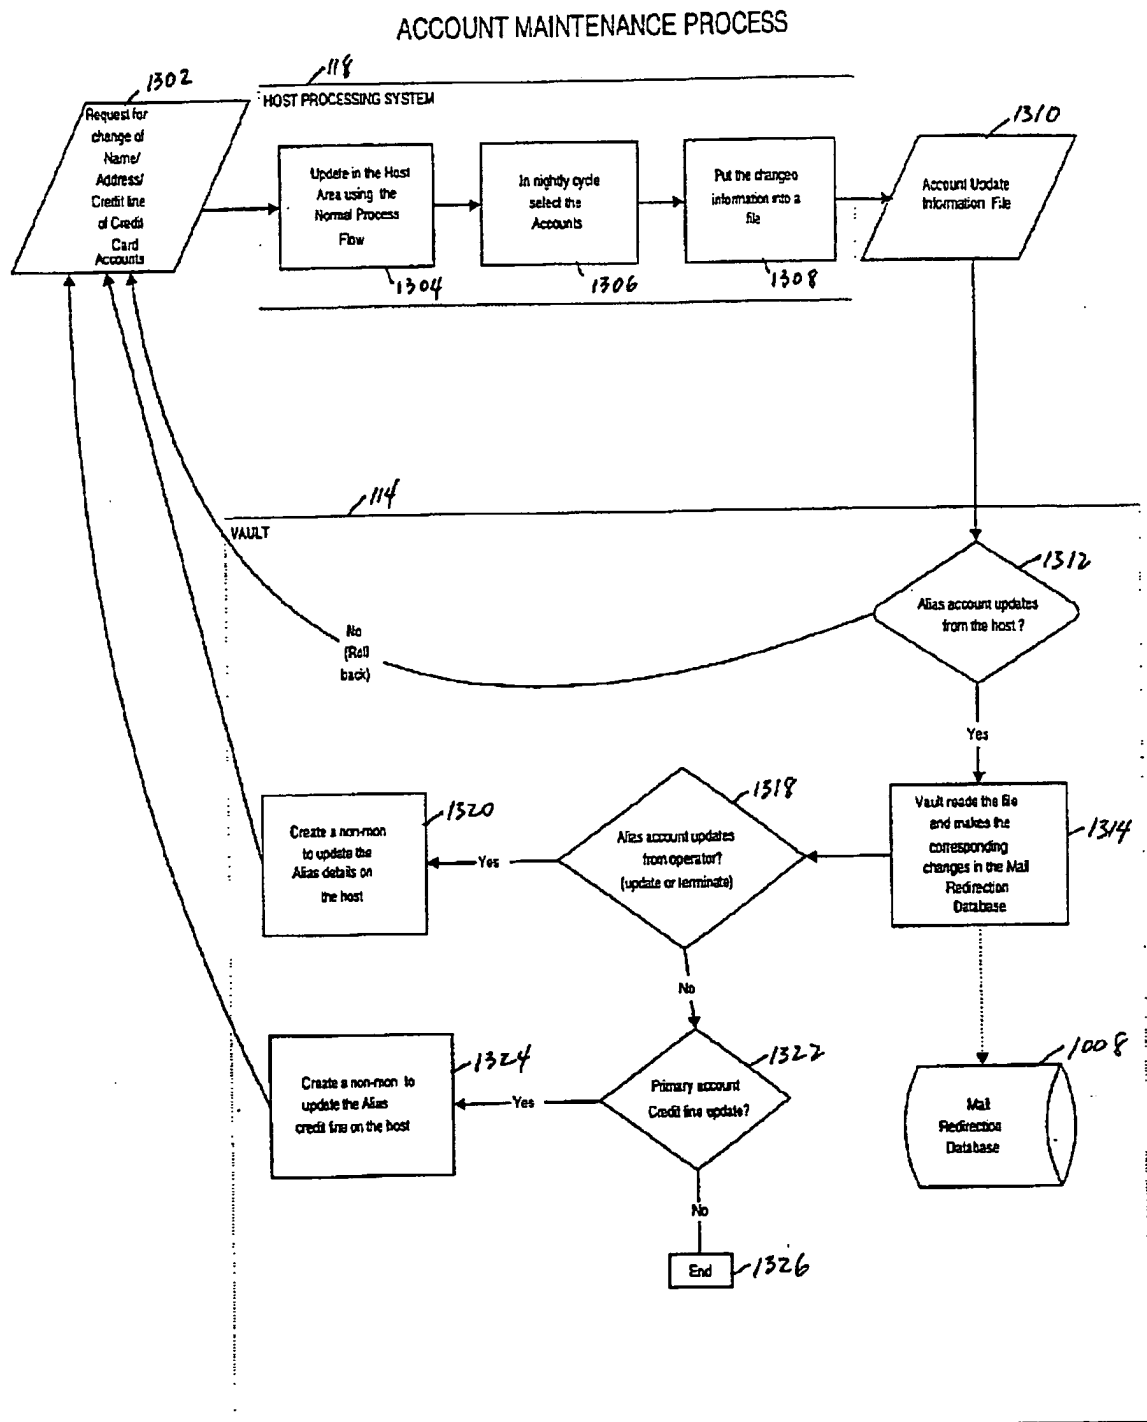 ACCOUNT MAINTENANCE PROCESS
1302
118
HOST PROCESSING SYSTEM
Request for
change of
Name/
Address/
Credit line
of Credit
Card
Accounts
Update in the Host
Area using the
Normal Process
Flow
1304
In nightly cycle
select the
Accounts
1306
Put the changed
information into a
file
1308
1310
Account Update
Information File
114
VAULT
1312
Alias account updates
from the host?
No
(Roll
back)
Yes
Vault reads the file
and makes the
corresponding
changes in the Mail
Redirection
Database
1314
1318
Alias account updates
from operator?
(update or terminate)
Yes
1320
Create a non-mon
to update the
Alias details on
the host
No
1322
Primary account
Credit line update?
Yes
1324
Create a non-mon to
update the Alias
credit line on the host
1008
Mail
Redirection
Database
No
End
1326